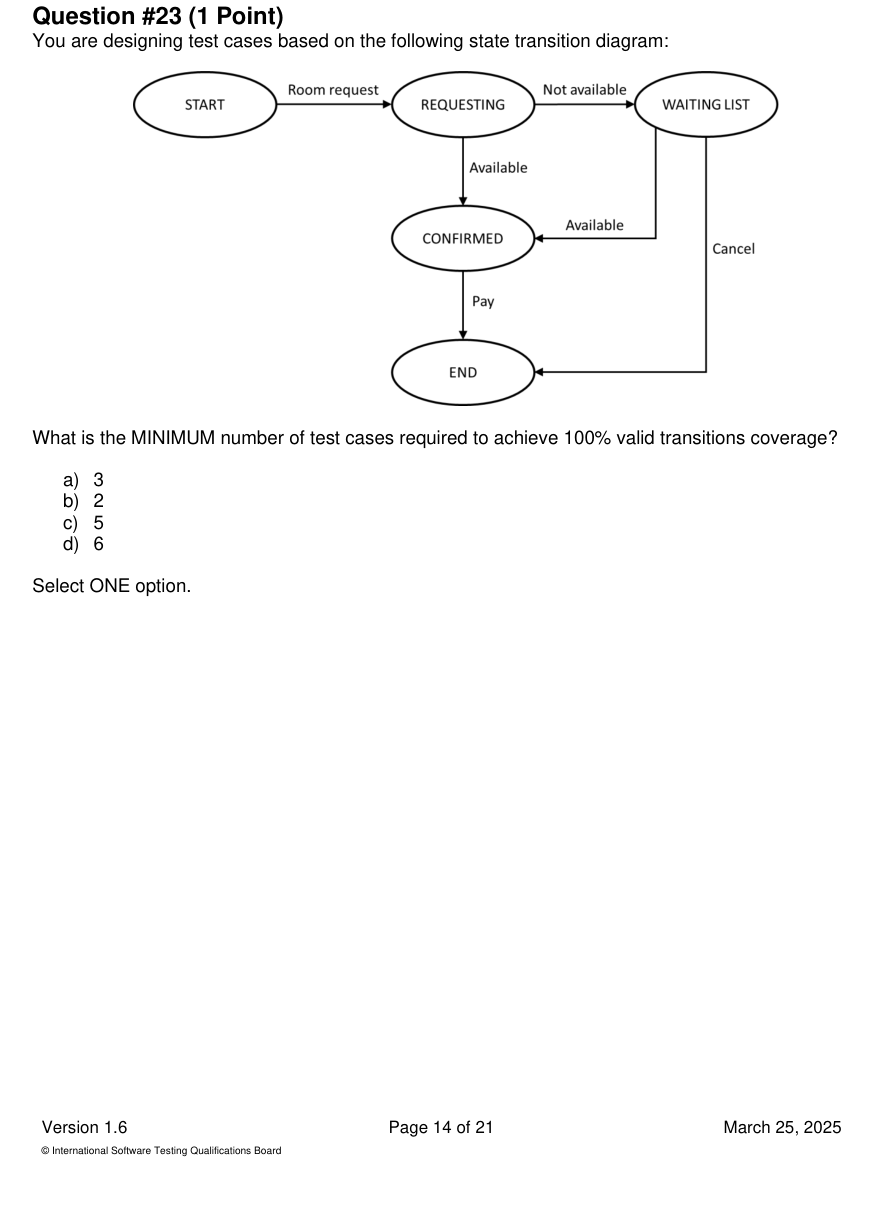 Question #23 (1 Point)
You are designing test cases based on the following state transition diagram:
START
Room request
REQUESTING
Not available
WAITING LIST
Available
CONFIRMED
Available
Cancel
Pay
END
What is the MINIMUM number of test cases required to achieve 100% valid transitions coverage?
a) 3
b) 2
c) 5
d) 6
Select ONE option.
Version 1.6
Page 14 of 21
March 25, 2025
© International Software Testing Qualifications Board